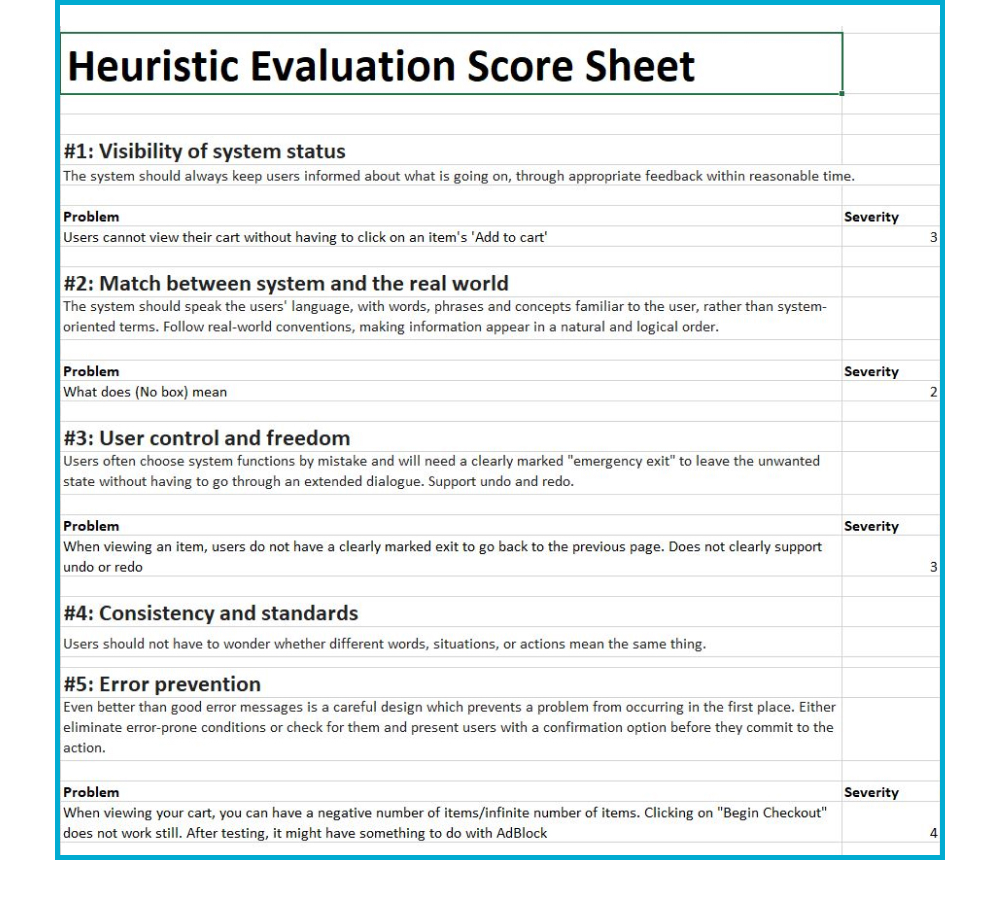 Heuristic Evaluation Score Sheet
#1: Visibility of system status
The system should always keep users informed about what is going on, through appropriate feedback within reasonable time.
Problem Severity
Users cannot view their cart without having to click on an item's 'Add to cart' 3
#2: Match between system and the real world
The system should speak the users' language, with words, phrases and concepts familiar to the user, rather than system-
oriented terms. Follow real-world conventions, making information appear in a natural and logical order.
Problem Severity
What does (No box) mean 2
#3: User control and freedom
Users often choose system functions by mistake and will need a clearly marked "emergency exit" to leave the unwanted
state without having to go through an extended dialogue. Support undo and redo.
Problem Severity
When viewing an item, users do not have a clearly marked exit to go back to the previous page. Does not clearly support
undo or redo 3
#4: Consistency and standards
Users should not have to wonder whether different words, situations, or actions mean the same thing.
#5: Error prevention
Even better than good error messages is a careful design which prevents a problem from occurring in the first place. Either
eliminate error-prone conditions or check for them and present users with a confirmation option before they commit to the
action.
Problem Severity
When viewing your cart, you can have a negative number of items/infinite number of items. Clicking on "Begin Checkout"
does not work still. After testing, it might have something to do with AdBlock 4